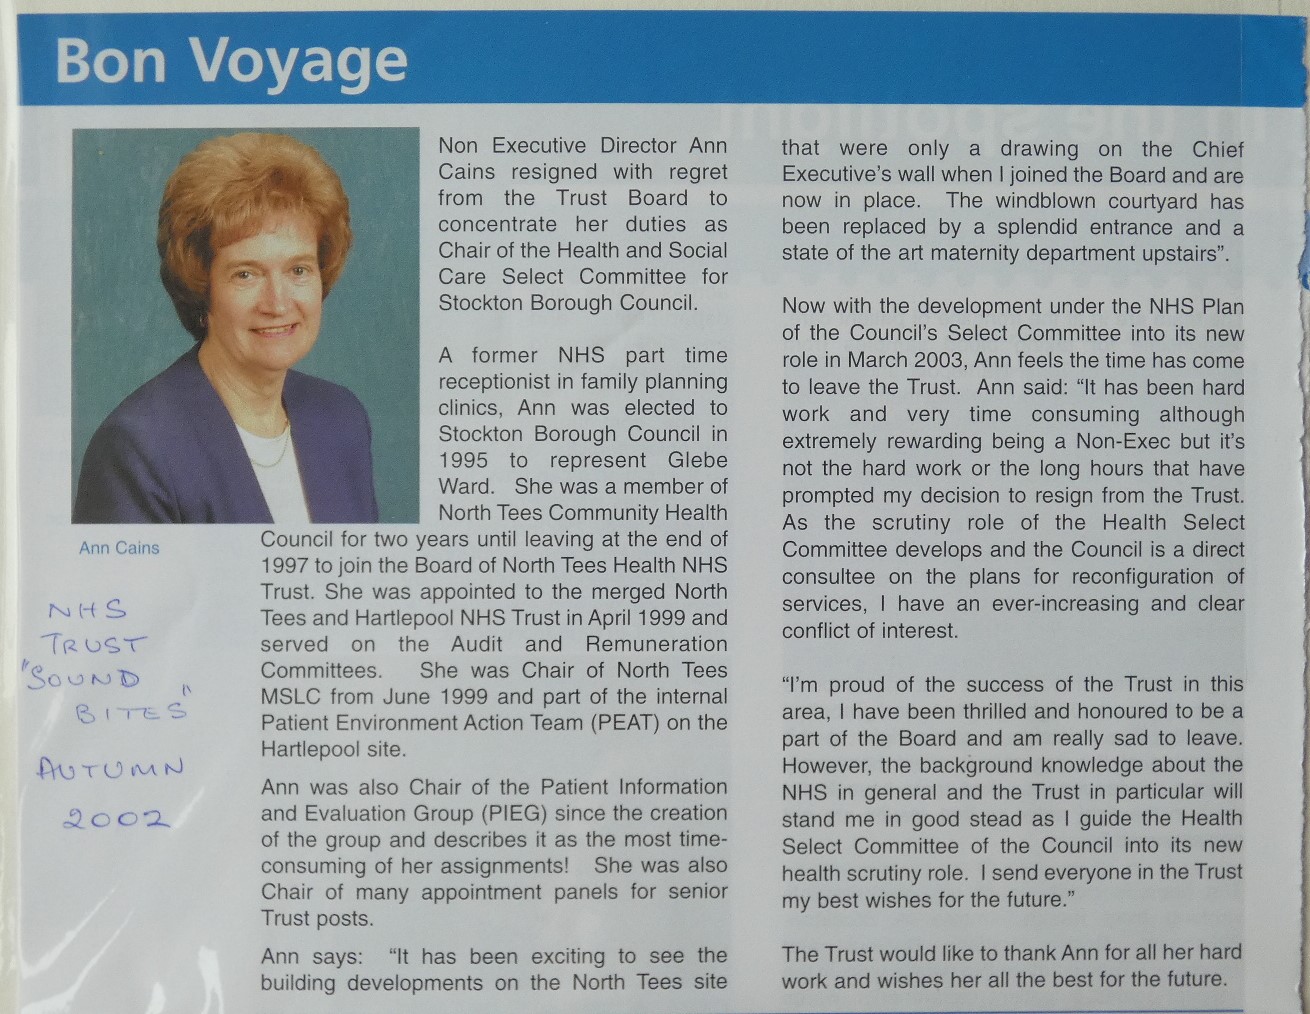 Bon Voyage
Non Executive Director Ann
Cains resigned with regret
from the Trust Board to
concentrate her duties as
Chair of the Health and Social
Care Select Committee for
Stockton Borough Council.
A former NHS part time
receptionist in family planning
clinics, Ann was elected to
Stockton Borough Council in
1995 to represent Glebe
Ward. She was a member of
North Tees Community Health
Council for two years until leaving at the end of
1997 to join the Board of North Tees Health NHS
Trust. She was appointed to the merged North
Tees and Hartlepool NHS Trust in April 1999 and
served on the Audit and Remuneration
Committees. She was Chair of North Tees
MSLC from June 1999 and part of the internal
Patient Environment Action Team (PEAT) on the
Hartlepool site.
Ann was also Chair of the Patient Information
and Evaluation Group (PIEG) since the creation
of the group and describes it as the most time-
consuming of her assignments! She was also
Chair of many appointment panels for senior
Trust posts.
Ann says: “It has been exciting to see the
building developments on the North Tees site
that were only a drawing on the Chief
Executive’s wall when I joined the Board and are
now in place. The windblown courtyard has
been replaced by a splendid entrance and a
state of the art maternity department upstairs”.
Now with the development under the NHS Plan
of the Council’s Select Committee into its new
role in March 2003, Ann feels the time has come
to leave the Trust. Ann said: “It has been hard
work and very time consuming although
extremely rewarding being a Non-Exec but it’s
not the hard work or the long hours that have
prompted my decision to resign from the Trust.
As the scrutiny role of the Health Select
Committee develops and the Council is a direct
consultee on the plans for reconfiguration of
services, I have an ever-increasing and clear
conflict of interest.
“I’m proud of the success of the Trust in this
area, I have been thrilled and honoured to be a
part of the Board and am really sad to leave.
However, the background knowledge about the
NHS in general and the Trust in particular will
stand me in good stead as I guide the Health
Select Committee of the Council into its new
health scrutiny role. I send everyone in the Trust
my best wishes for the future.”
The Trust would like to thank Ann for all her hard
work and wishes her all the best for the future.
Ann Cains
NHS
TRUST
"SOUND
BITES"
AUTUMN
2002